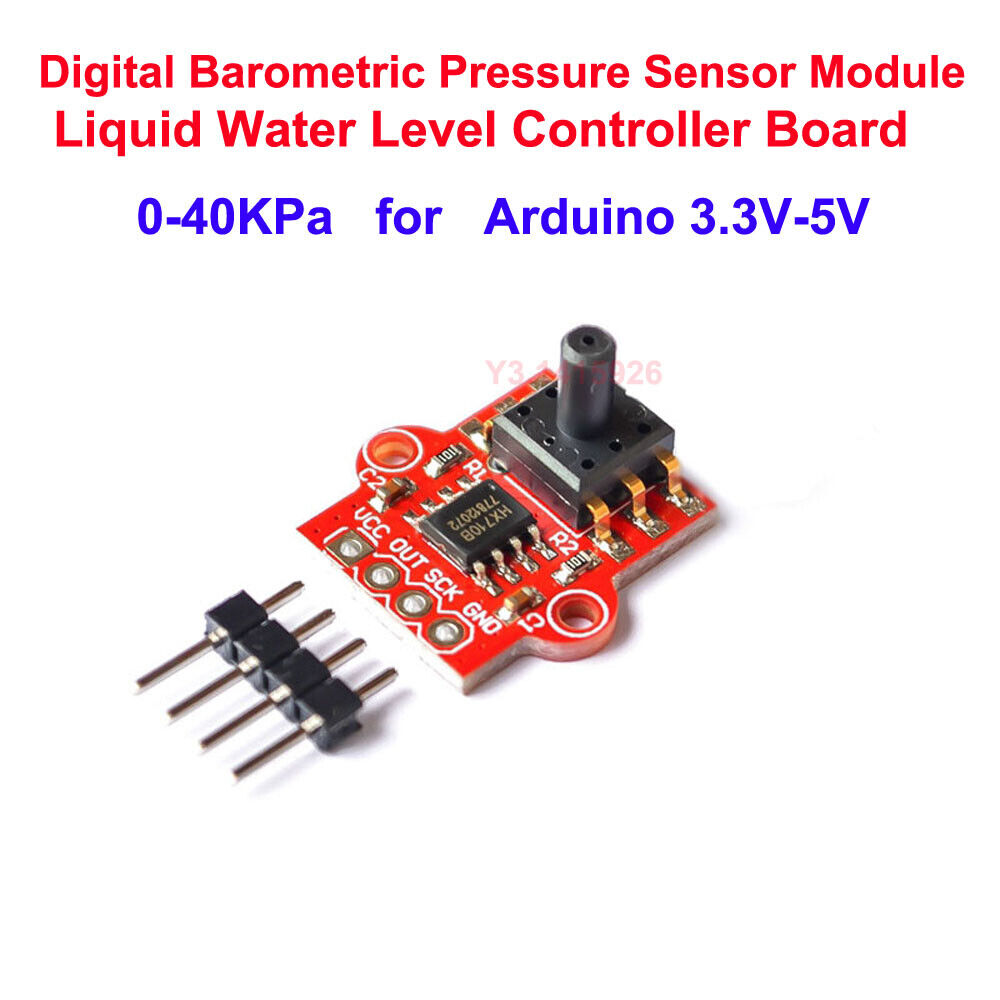 Digital Barometric Pressure Sensor Module
Liquid Water Level Controller Board
0-40KPa for Arduino 3.3V-5V
C2
R1
VCC OUT SCK GND
HX710B
77812072
R2
C1